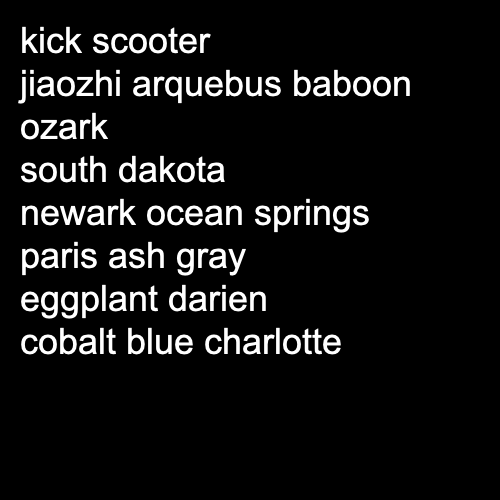 kick scooter
jiaozhi arquebus baboon
ozark
south dakota
newark ocean springs
paris ash gray
eggplant darien
cobalt blue charlotte